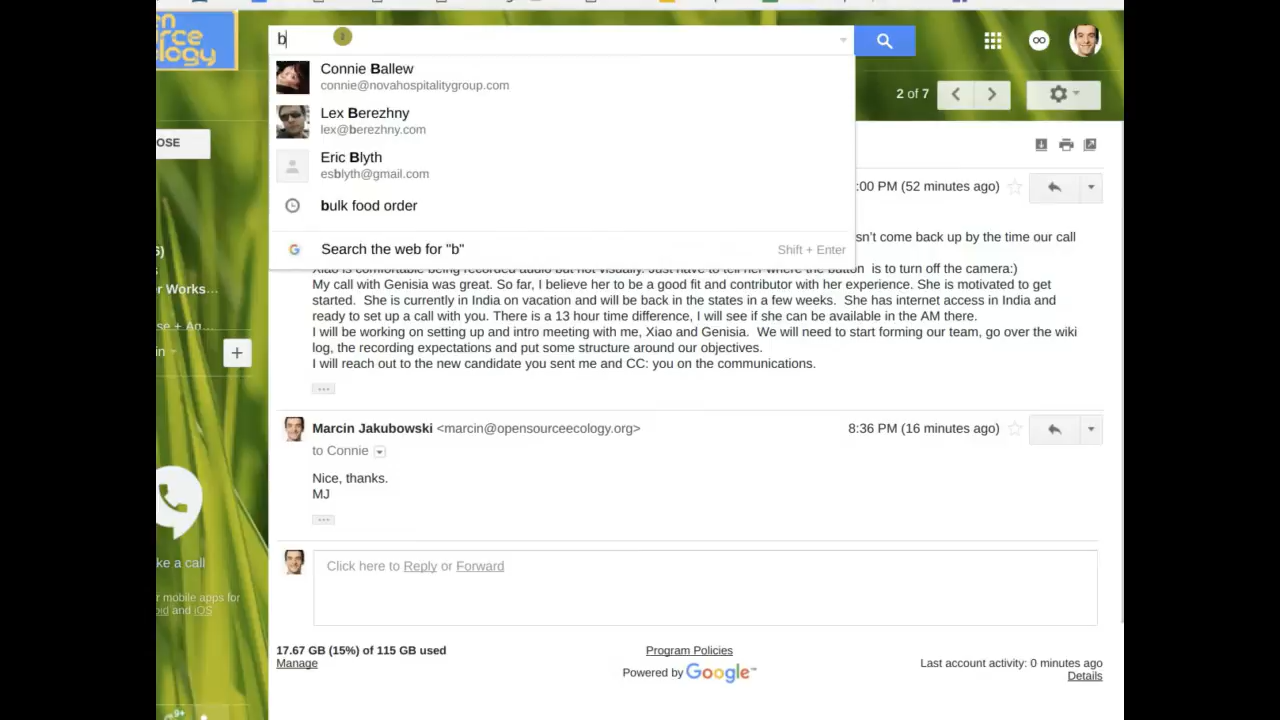 en
urce
ology
b
Connie Ballew
connie@novahospitalitygroup.com
Lex Berezhny
lex@berezhny.com
Eric Blyth
esblyth@gmail.com
bulk food order
Search the web for "b" Shift + Enter
2 of 7
OSE
:00 PM (52 minutes ago)
sn't come back up by the time our call
Xiao is comfortable being recorded audio but not visually. Just have to tell her where the button is to turn off the camera:)
My call with Genisia was great. So far, I believe her to be a good fit and contributor with her experience. She is motivated to get
started. She is currently in India on vacation and will be back in the states in a few weeks. She has internet access in India and
ready to set up a call with you. There is a 13 hour time difference, I will see if she can be available in the AM there.
I will be working on setting up and intro meeting with me, Xiao and Genisia. We will need to start forming our team, go over the wiki
log, the recording expectations and put some structure around our objectives.
I will reach out to the new candidate you sent me and CC: you on the communications.
...
6)
s
er Works...
se + Ag...
in
+
Marcin Jakubowski <marcin@opensourceecology.org> 8:36 PM (16 minutes ago)
to Connie
Nice, thanks.
MJ
...
Click here to Reply or Forward
ke a call
r mobile apps for
oid and iOS
17.67 GB (15%) of 115 GB used
Manage
Program Policies
Powered by Google™
Last account activity: 0 minutes ago
Details
g+